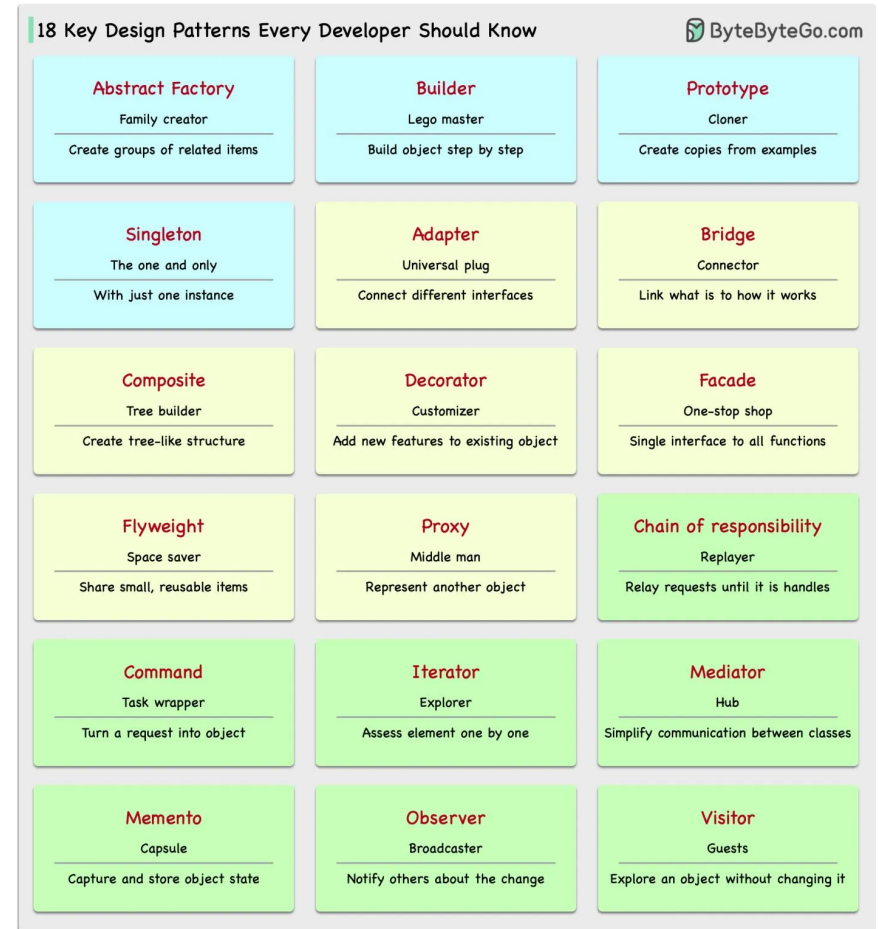 18 Key Design Patterns Every Developer Should Know
ByteByteGo.com
Abstract Factory
Family creator
Create groups of related items
Builder
Lego master
Build object step by step
Prototype
Cloner
Create copies from examples
Singleton
The one and only
With just one instance
Adapter
Universal plug
Connect different interfaces
Bridge
Connector
Link what is to how it works
Composite
Tree builder
Create tree-like structure
Decorator
Customizer
Add new features to existing object
Facade
One-stop shop
Single interface to all functions
Flyweight
Space saver
Share small, reusable items
Proxy
Middle man
Represent another object
Chain of responsibility
Replayer
Relay requests until it is handles
Command
Task wrapper
Turn a request into object
Iterator
Explorer
Assess element one by one
Mediator
Hub
Simplify communication between classes
Memento
Capsule
Capture and store object state
Observer
Broadcaster
Notify others about the change
Visitor
Guests
Explore an object without changing it